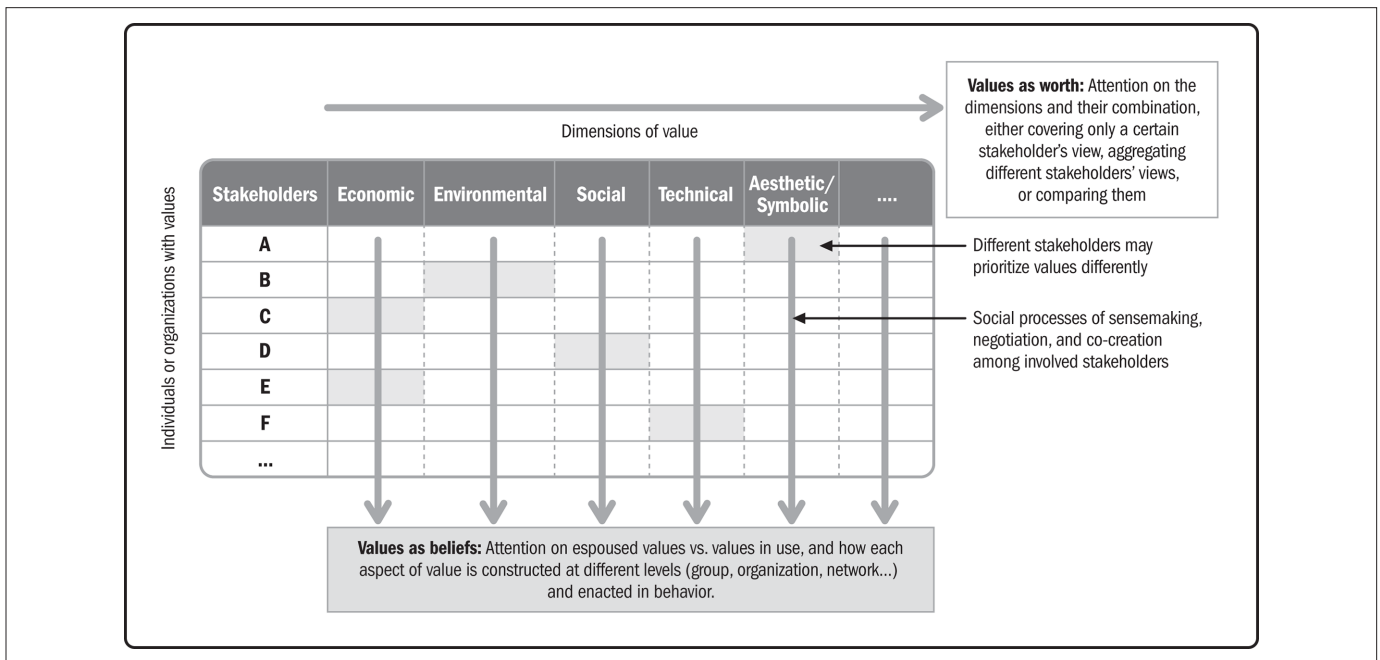 Values as worth: Attention on the
dimensions and their combination,
either covering only a certain
stakeholder's view, aggregating
different stakeholders' views,
or comparing them
Dimensions of value
Individuals or organizations with values
Stakeholders Economic Environmental Social Technical Aesthetic/
Symbolic ....
A
Different stakeholders may
prioritize values differently
B
C
Social processes of sensemaking,
negotiation, and co-creation
among involved stakeholders
D
E
F
...
Values as beliefs: Attention on espoused values vs. values in use, and how each
aspect of value is constructed at different levels (group, organization, network...)
and enacted in behavior.